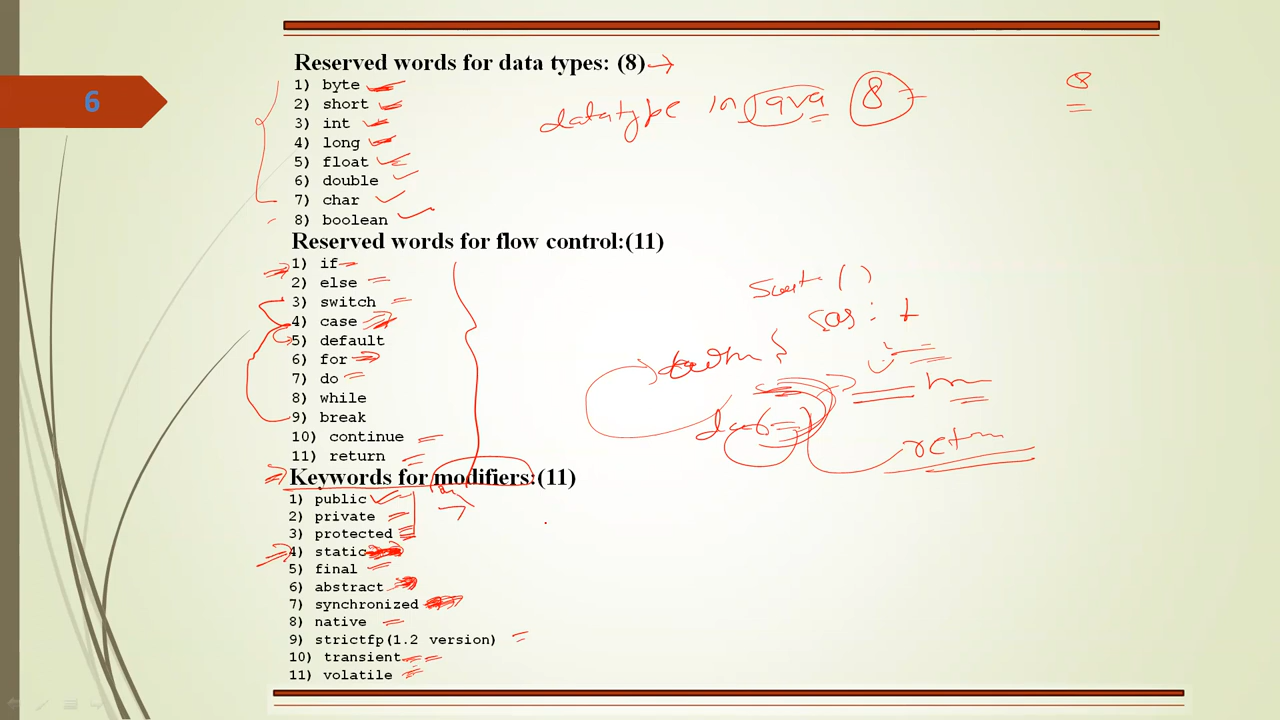 6
Reserved words for data types: (8)
1) byte
2) short
3) int
4) long
5) float
6) double
7) char
8) boolean
datatype in Java 8
8
Reserved words for flow control:(11)
1) if
2) else
3) switch
4) case
5) default
6) for
7) do
8) while
9) break
10) continue
11) return
return
Keywords for modifiers:(11)
1) public
2) private
3) protected
4) static
5) final
6) abstract
7) synchronized
8) native
9) strictfp(1.2 version)
10) transient
11) volatile